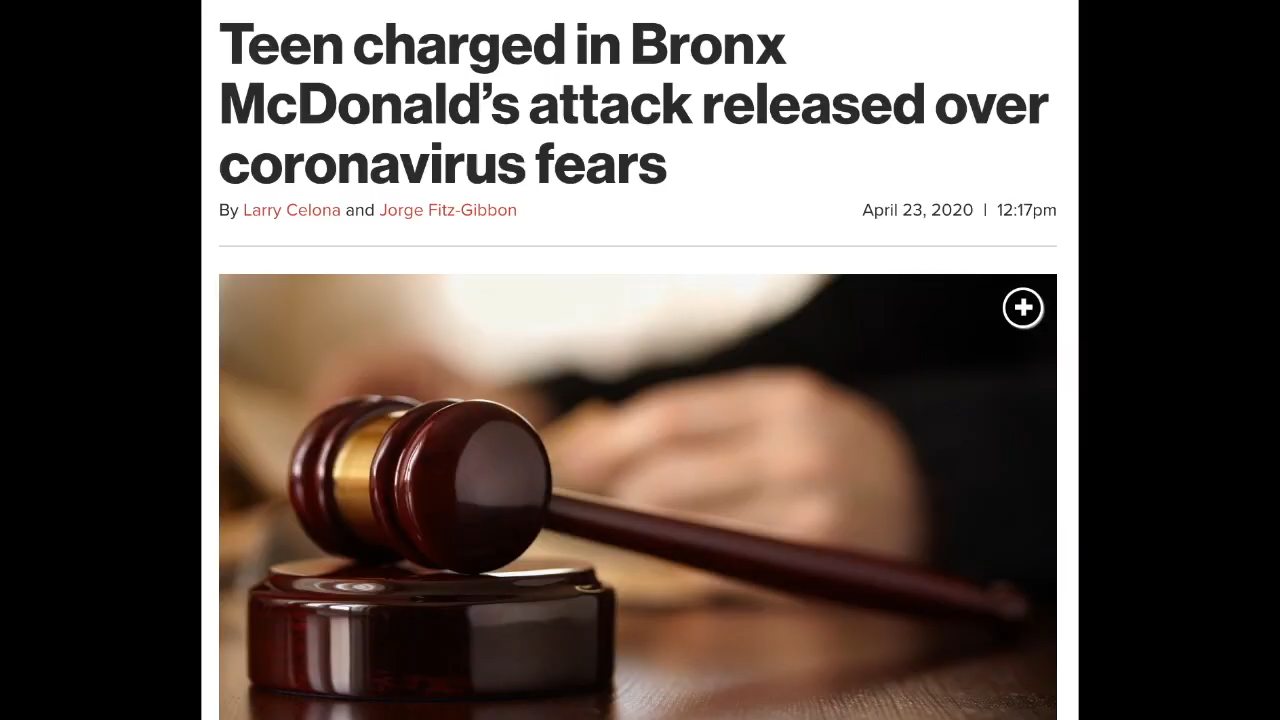 Teen charged in Bronx
McDonald’s attack released over
coronavirus fears
By Larry Celona and Jorge Fitz-Gibbon
April 23, 2020 | 12:17pm